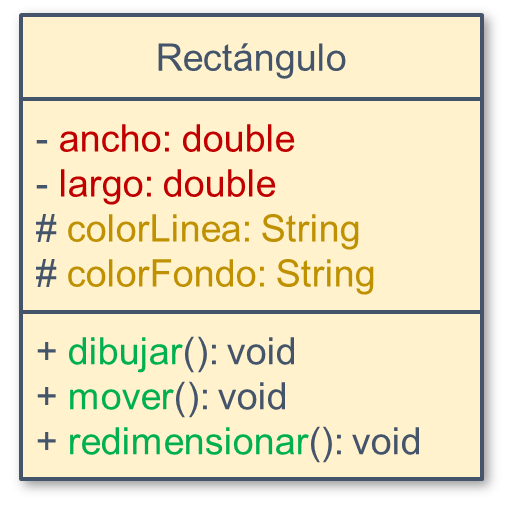 Rectángulo
- ancho: double
- largo: double
# colorLinea: String
# colorFondo: String
+ dibujar(): void
+ mover(): void
+ redimensionar(): void